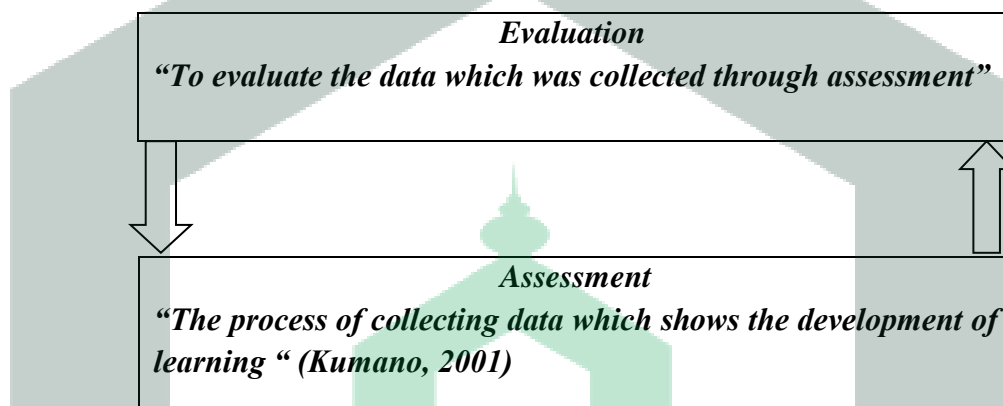 Evaluation
“To evaluate the data which was collected through assessment”
Assessment
“The process of collecting data which shows the development of
learning “ (Kumano, 2001)